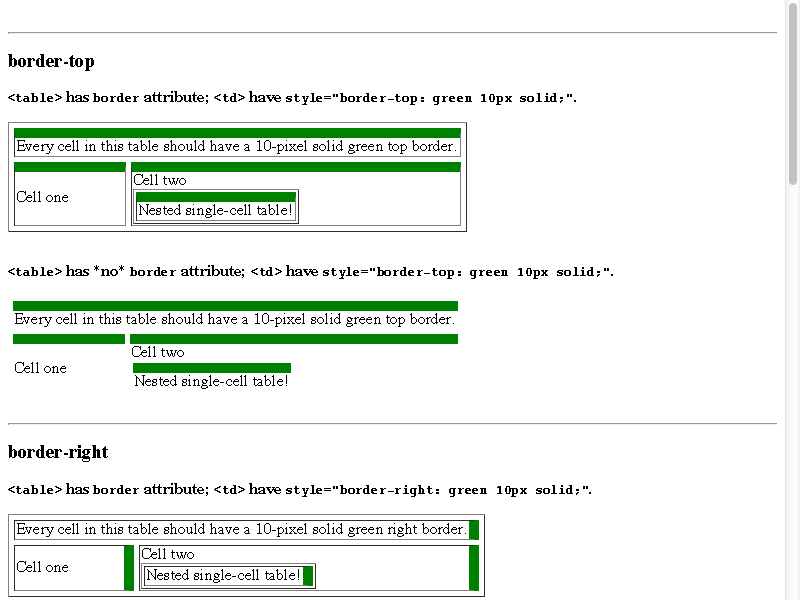 border-top
<table> has border attribute; <td> have style="border-top: green 10px solid;".
Every cell in this table should have a 10-pixel solid green top border.
Cell one
Cell two
Nested single-cell table!
<table> has *no* border attribute; <td> have style="border-top: green 10px solid;".
Every cell in this table should have a 10-pixel solid green top border.
Cell one
Cell two
Nested single-cell table!
border-right
<table> has border attribute; <td> have style="border-right: green 10px solid;".
Every cell in this table should have a 10-pixel solid green right border.
Cell one
Cell two
Nested single-cell table!